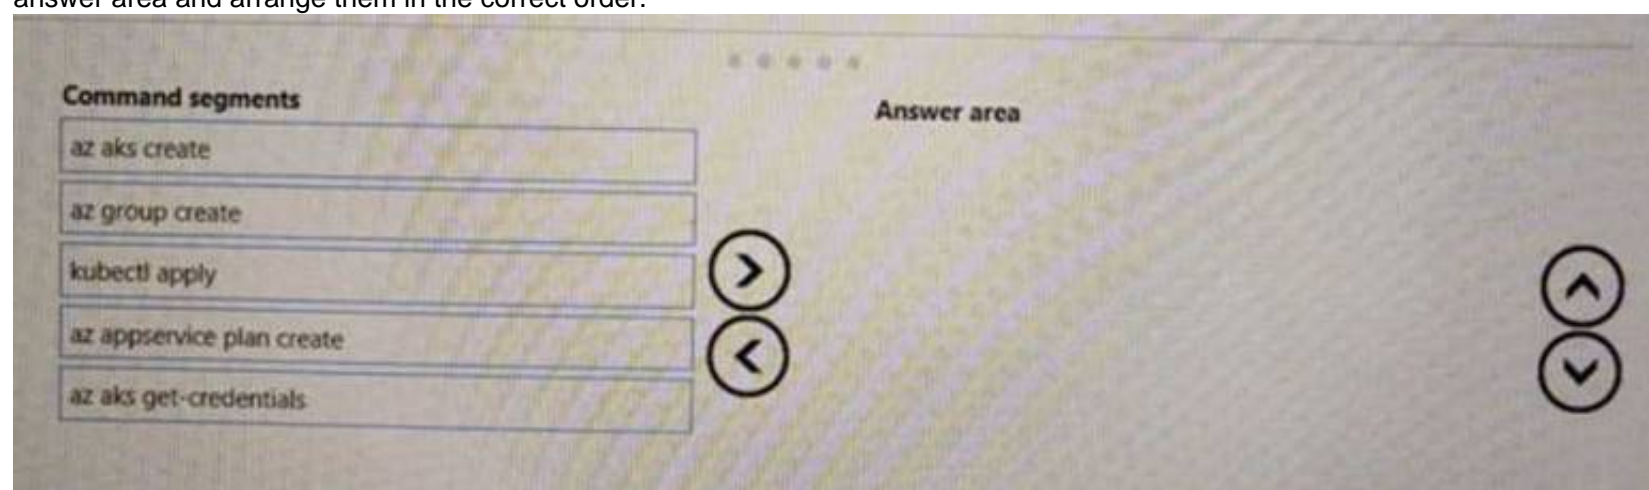 answer area and arrange them in the correct order.
Command segments
Answer area
az aks create
az group create
kubectl apply
az appservice plan create
az aks get-credentials